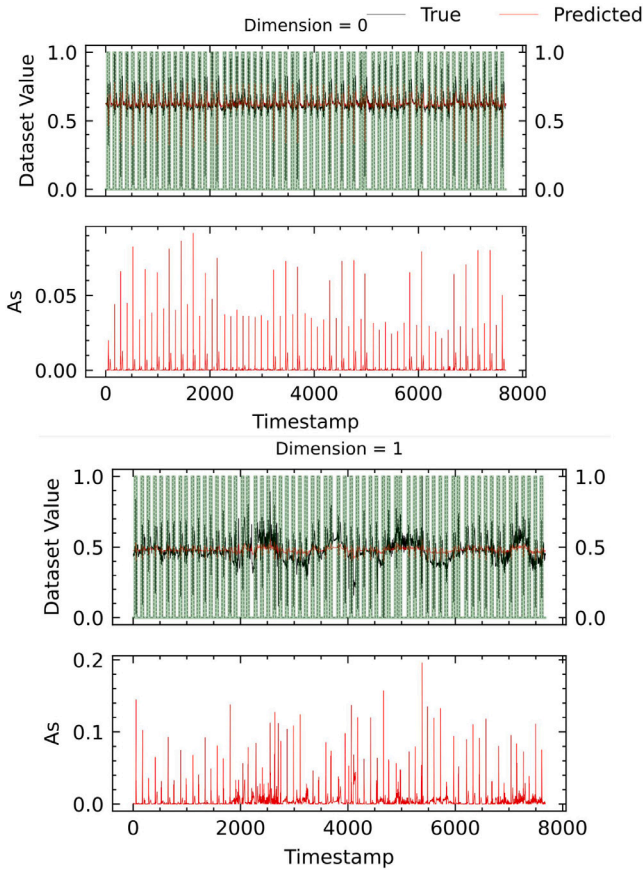 Dimension = 0 True Predicted
1.0 1.0
Dataset Value
0.5 0.5
0.0 0.0
As
0.05
0.00
0 2000 4000 6000 8000
Timestamp
Dimension = 1
1.0 1.0
Dataset Value
0.5 0.5
0.0 0.0
0.2
As
0.1
0.0
0 2000 4000 6000 8000
Timestamp